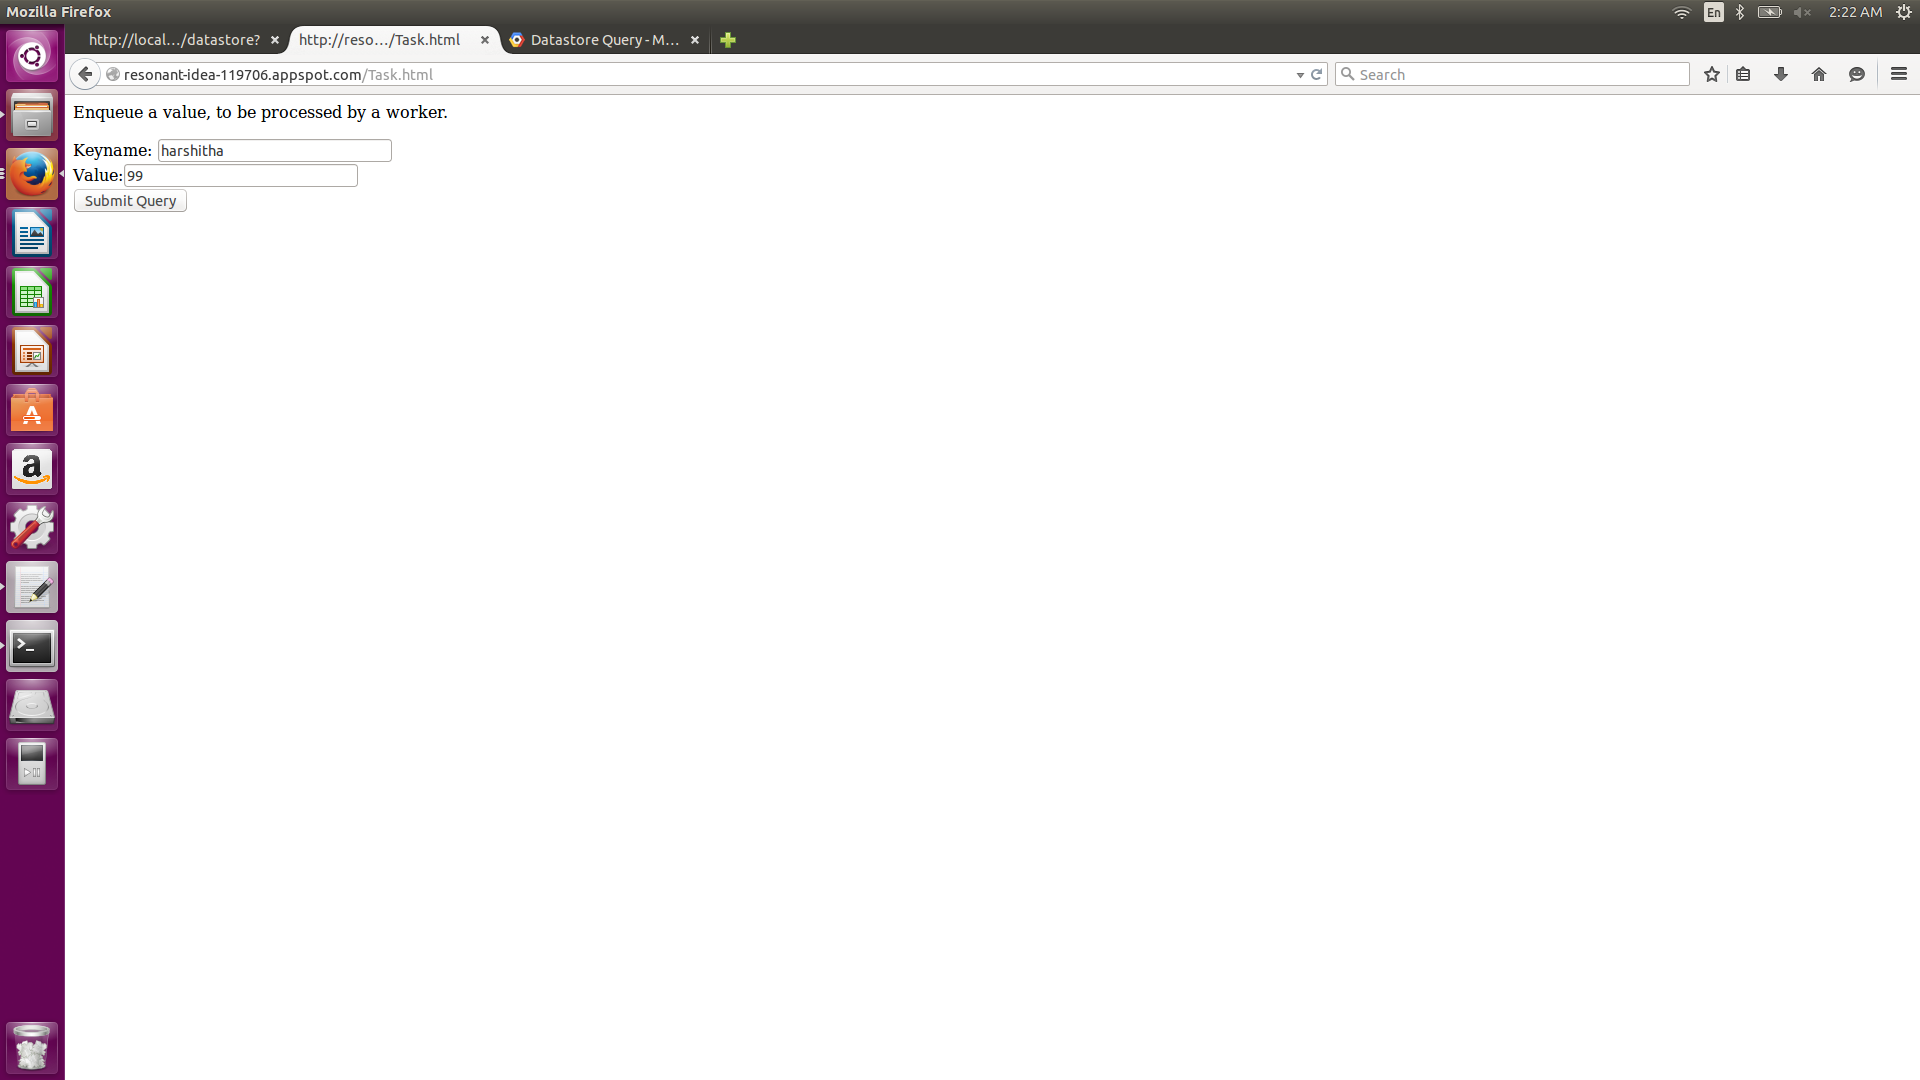 Mozilla Firefox
En
2:22 AM
http://local.../datastore?
http://reso.../Task.html
Datastore Query - M...
resonant-idea-119706.appspot.com/Task.html
Search
Enqueue a value, to be processed by a worker.
Keyname: harshitha
Value: 99
Submit Query